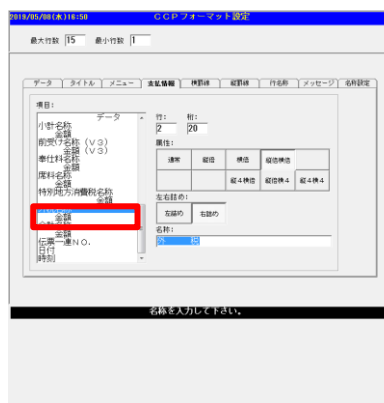 2019/05/08(水)16:50 CCPフォーマット設定
最大行数 15 最小行数 1
データ タイトル メニュー 支払情報 横罫線 縦罫線 行名称 メッセージ 名称設定
項目:
データ
小計名称
金額
前受け名称(V3)
金額(V3)
奉仕料名称
金額
席料名称
金額
特別地方消費税名称
金額
金額
金額
伝票一連NO.
日付
時刻
行: 桁:
2 20
属性:
通常 縦倍 横倍 縦倍横倍
縦4横倍 縦倍横4 縦4横4
左右詰め:
左詰め 右詰め
名称:
名称を入力して下さい。